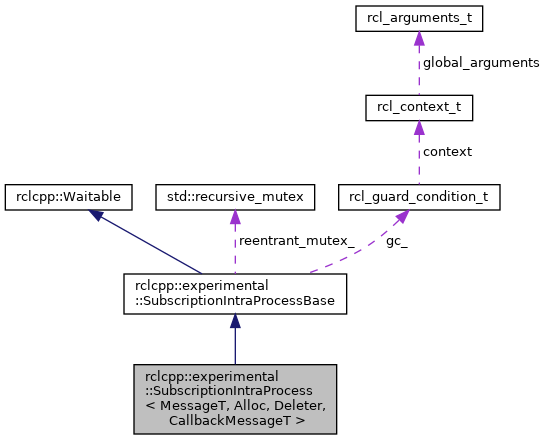 rcl_arguments_t
global_arguments
rcl_context_t
context
rclcpp::Waitable
std::recursive_mutex
rcl_guard_condition_t
reentrant_mutex_
gc_
rclcpp::experimental
::SubscriptionIntraProcessBase
rclcpp::experimental
::SubscriptionIntraProcess
< MessageT, Alloc, Deleter,
CallbackMessageT >